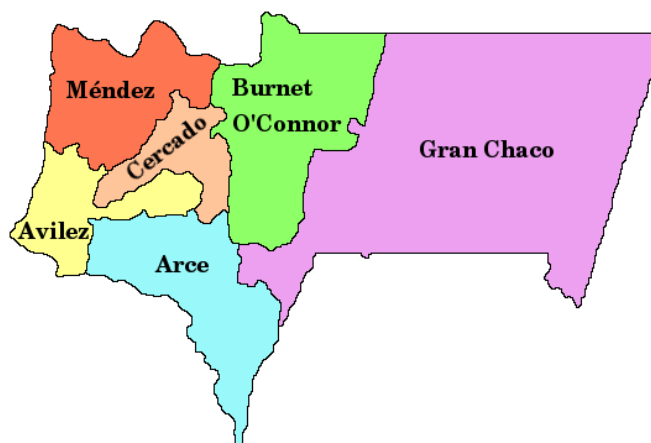 Méndez
Burnet
O'Connor
Cercado
Gran Chaco
Avilez
Arce